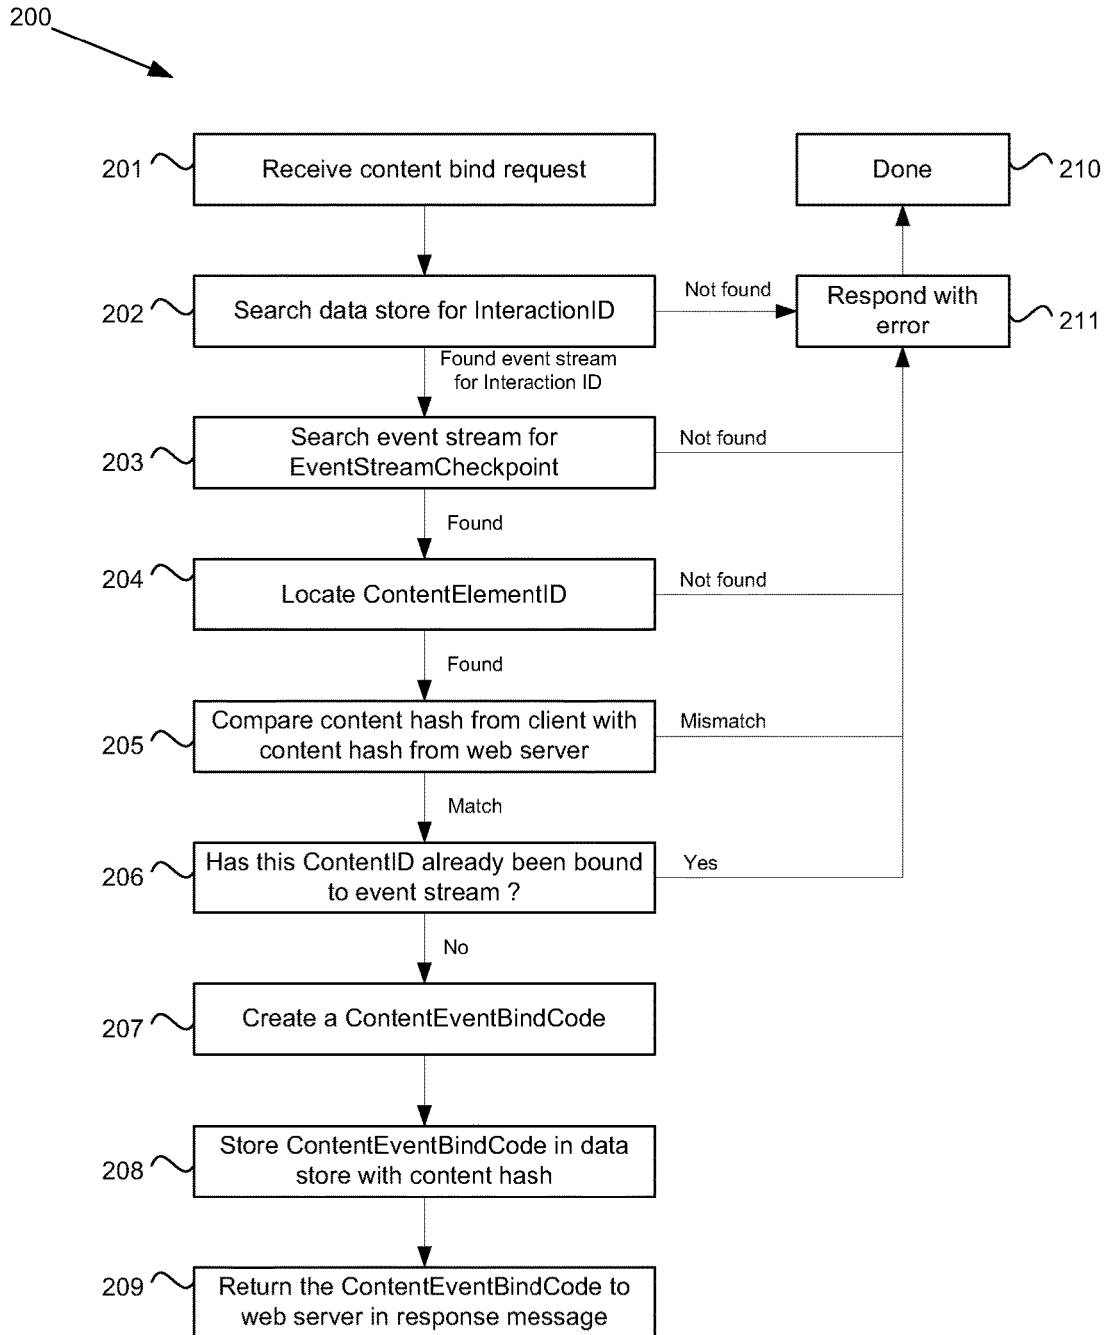 200
201
Receive content bind request
Done
210
202
Search data store for InteractionID
Not found
Respond with
error
211
Found event stream
for Interaction ID
203
Search event stream for
EventStreamCheckpoint
Not found
Found
204
Locate ContentElementID
Not found
Found
205
Compare content hash from client with
content hash from web server
Mismatch
Match
206
Has this ContentID already been bound
to event stream ?
Yes
No
207
Create a ContentEventBindCode
208
Store ContentEventBindCode in data
store with content hash
209
Return the ContentEventBindCode to
web server in response message